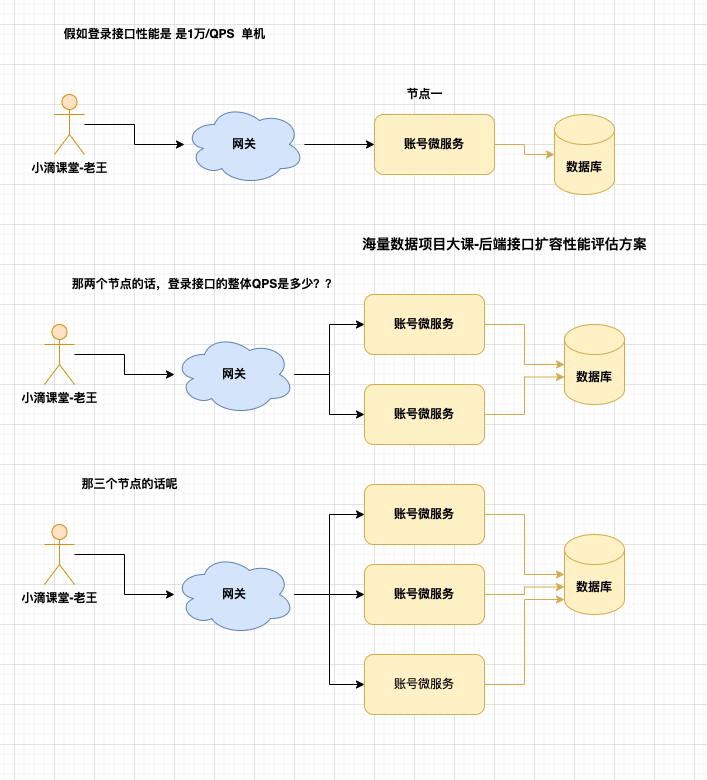 假如登录接口性能是 是1万/QPS  单机
节点一
小滴课堂-老王
网关
账号微服务
数据库
海量数据项目大课-后端接口扩容性能评估方案
那两个节点的话，登录接口的整体QPS是多少？？
账号微服务
小滴课堂-老王
网关
数据库
账号微服务
那三个节点的话呢
账号微服务
小滴课堂-老王
网关
账号微服务
数据库
账号微服务